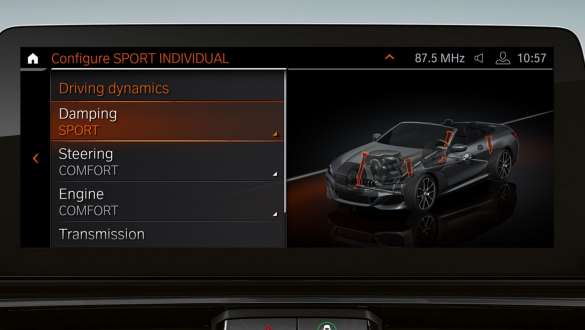 Configure SPORT INDIVIDUAL
87.5 MHz
10:57
Driving dynamics
Damping
SPORT
Steering
COMFORT
Engine
COMFORT
Transmission